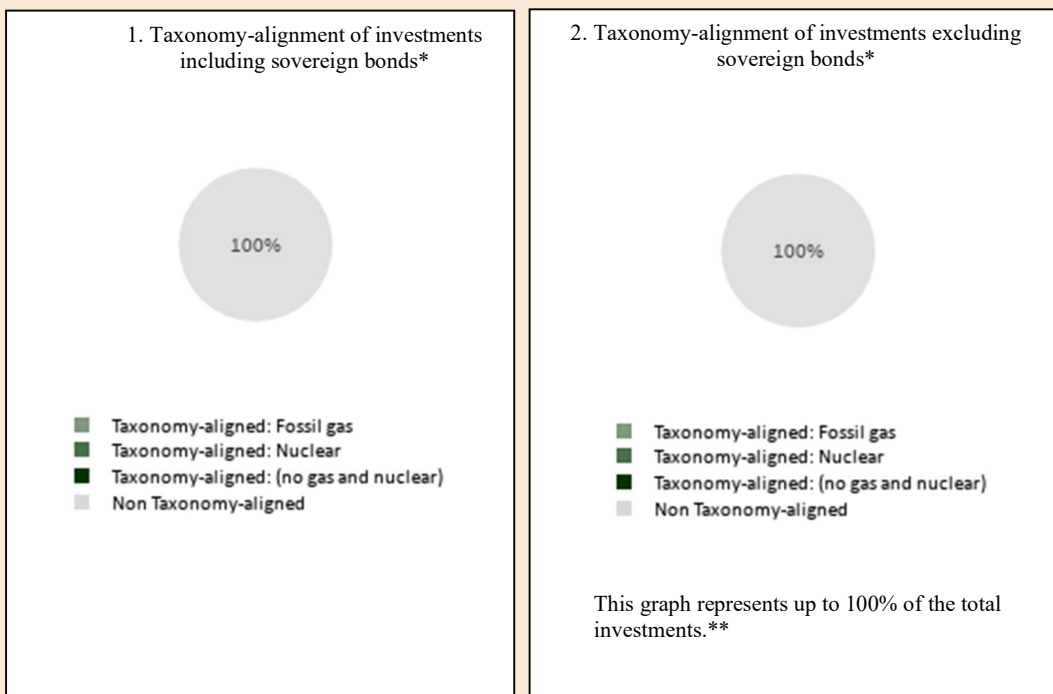 1. Taxonomy-alignment of investments
including sovereign bonds*
100%
Taxonomy-aligned: Fossil gas
Taxonomy-aligned: Nuclear
Taxonomy-aligned: (no gas and nuclear)
Non Taxonomy-aligned
2. Taxonomy-alignment of investments excluding
sovereign bonds*
100%
Taxonomy-aligned: Fossil gas
Taxonomy-aligned: Nuclear
Taxonomy-aligned: (no gas and nuclear)
Non Taxonomy-aligned
This graph represents up to 100% of the total
investments.**